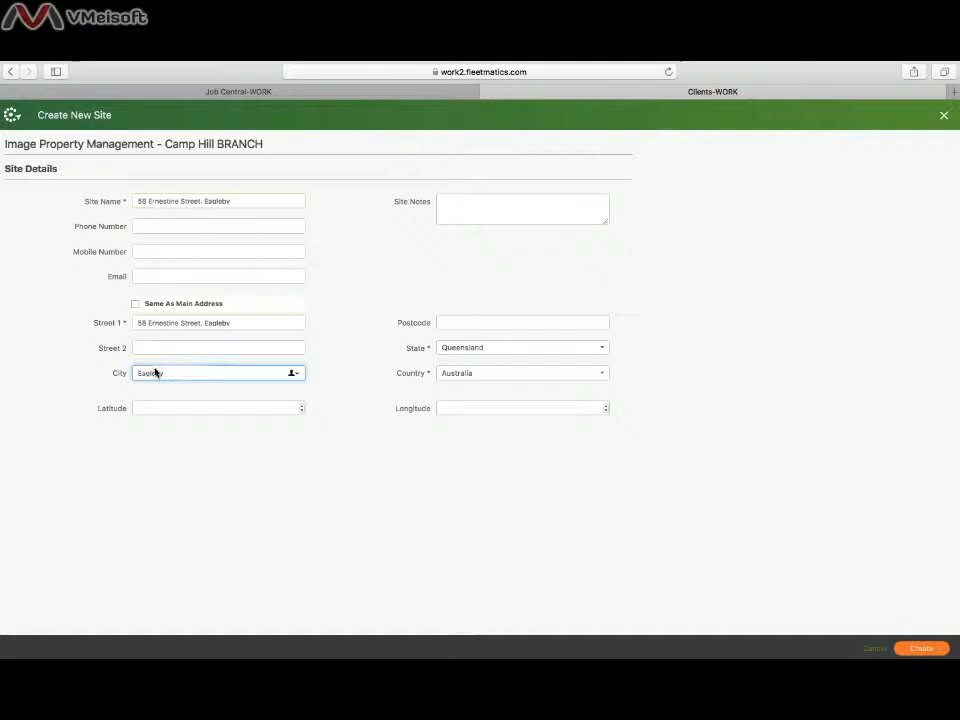 VMeisoft
work2.fleetmatics.com
Job Central-WORK
Clients-WORK
Create New Site
Image Property Management - Camp Hill BRANCH
Site Details
Site Name * 58 Ernestine Street, Eagleby
Site Notes
Phone Number
Mobile Number
Email
Same As Main Address
Street 1 * 58 Ernestine Street, Eagleby
Postcode
Street 2
State * Queensland
City Eagleby
Country * Australia
Latitude
Longitude
Cancel
Create